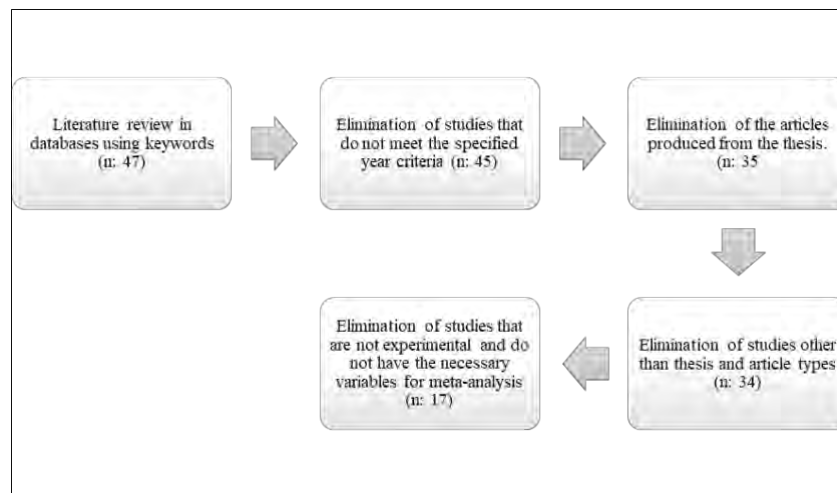 Literature review in
databases using keywords
(n: 47)
Elimination of studies that
do not meet the specified
year criteria (n: 45)
Elimination of the articles
produced from the thesis.
(n: 35
Elimination of studies other
than thesis and article types
(n: 34)
Elimination of studies that
are not experimental and do
not have the necessary
variables for meta-analysis
(n: 17)